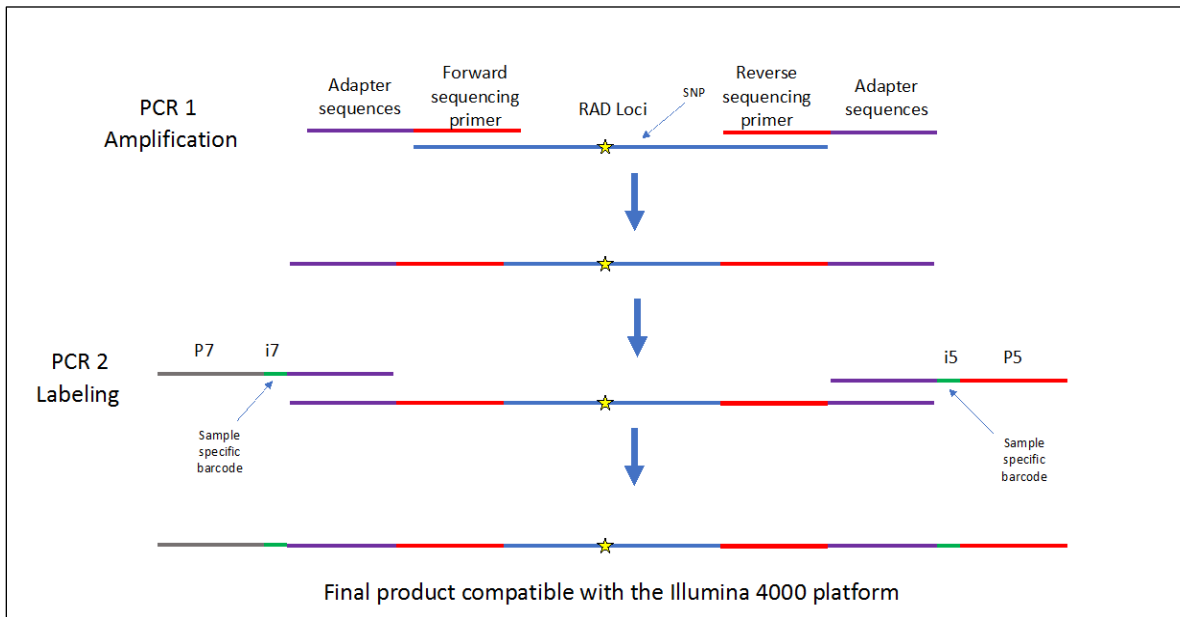 PCR 1
Amplification
Adapter
sequences
Forward
sequencing
primer
RAD Loci
SNP
Reverse
sequencing
primer
Adapter
sequences
PCR 2
Labeling
P7
i7
i5
P5
Sample
specific
barcode
Sample
specific
barcode
Final product compatible with the Illumina 4000 platform